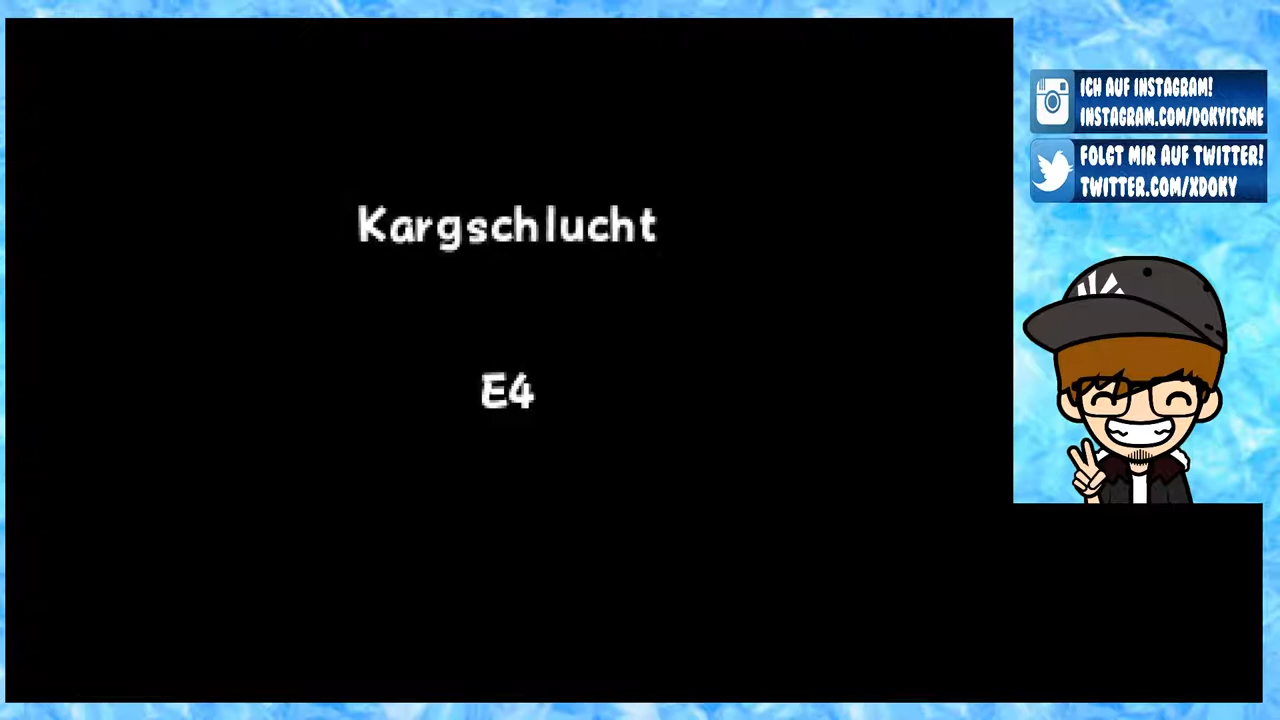 Kargschlucht
E4
ICH AUF INSTAGRAM!
INSTAGRAM.COM/DOKYITSME
FOLGT MIR AUF TWITTER!
TWITTER.COM/XDOKY